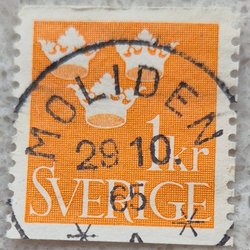 MOLIDEN
29 10.
1 kr
SVERIGE
65
* A *